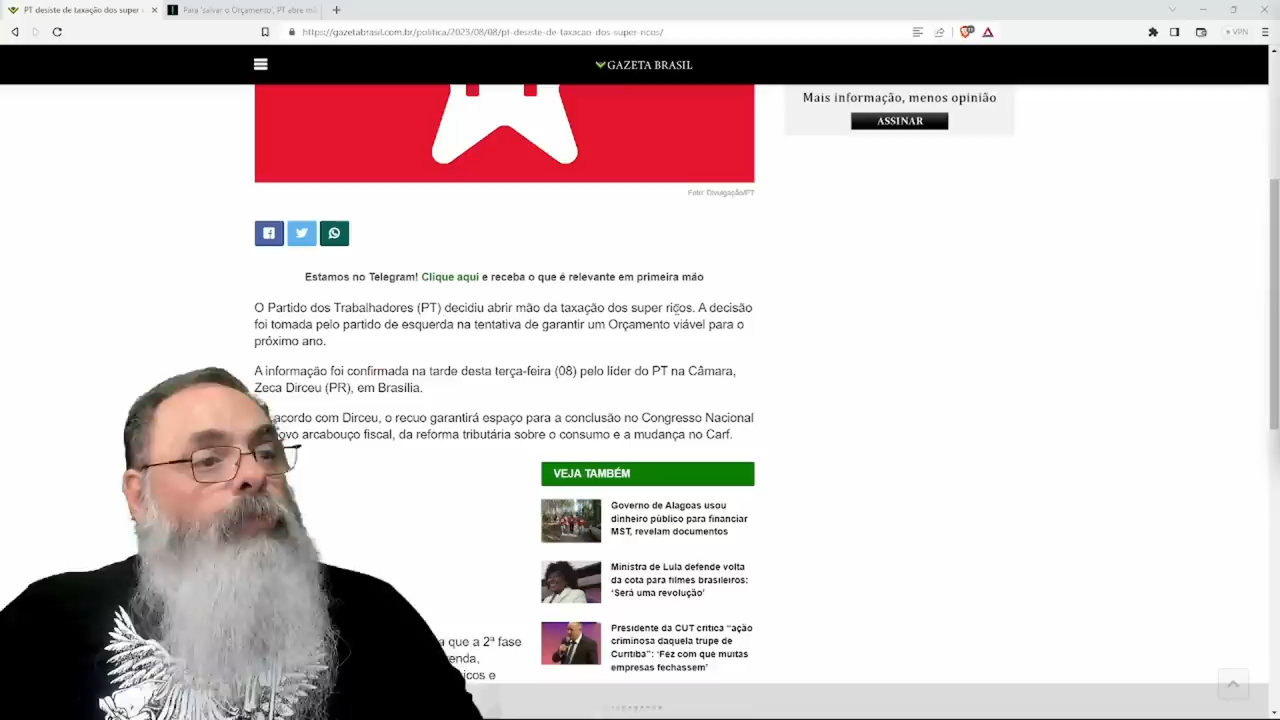 PT desiste de taxação dos super
Para 'salvar o Orçamento', PT abre mã
https://gazetabrasil.com.br/politica/2023/08/08/pt-desiste-de-taxacao-dos-super-ricos/
VPN
GAZETA BRASIL
Mais informação, menos opinião
ASSINAR
Foto: Divulgação/PT
Estamos no Telegram! Clique aqui e receba o que é relevante em primeira mão
O Partido dos Trabalhadores (PT) decidiu abrir mão da taxação dos super ricos. A decisão
foi tomada pelo partido de esquerda na tentativa de garantir um Orçamento viável para o
próximo ano.
A informação foi confirmada na tarde desta terça-feira (08) pelo líder do PT na Câmara,
Zeca Dirceu (PR), em Brasília.
acordo com Dirceu, o recuo garantirá espaço para a conclusão no Congresso Nacional
ovo arcabouço fiscal, da reforma tributária sobre o consumo e a mudança no Carf.
VEJA TAMBÉM
Governo de Alagoas usou
dinheiro público para financiar
MST, revelam documentos
Ministra de Lula defende volta
da cota para filmes brasileiros:
'Será uma revolução'
Presidente da CUT critica "ação
criminosa daquela trupe de
Curitiba": 'Fez com que muitas
empresas fechassem'
a que a 2ª fase
enda,
icos e